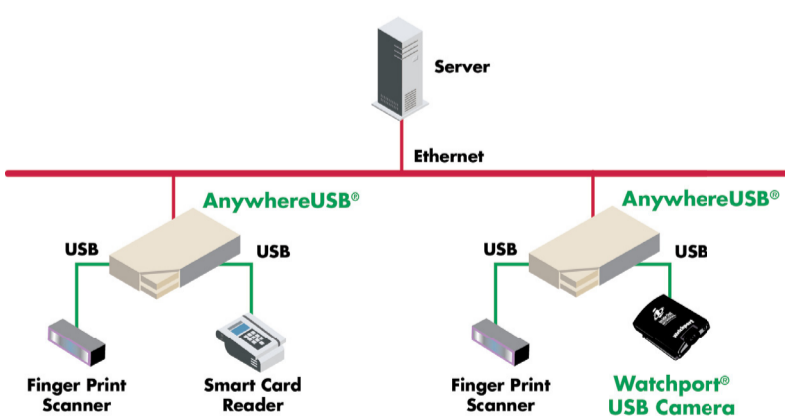 Server
Ethernet
AnywhereUSB®
AnywhereUSB®
USB
USB
USB
USB
Finger Print
Scanner
Smart Card
Reader
Finger Print
Scanner
Watchport®
USB Camera